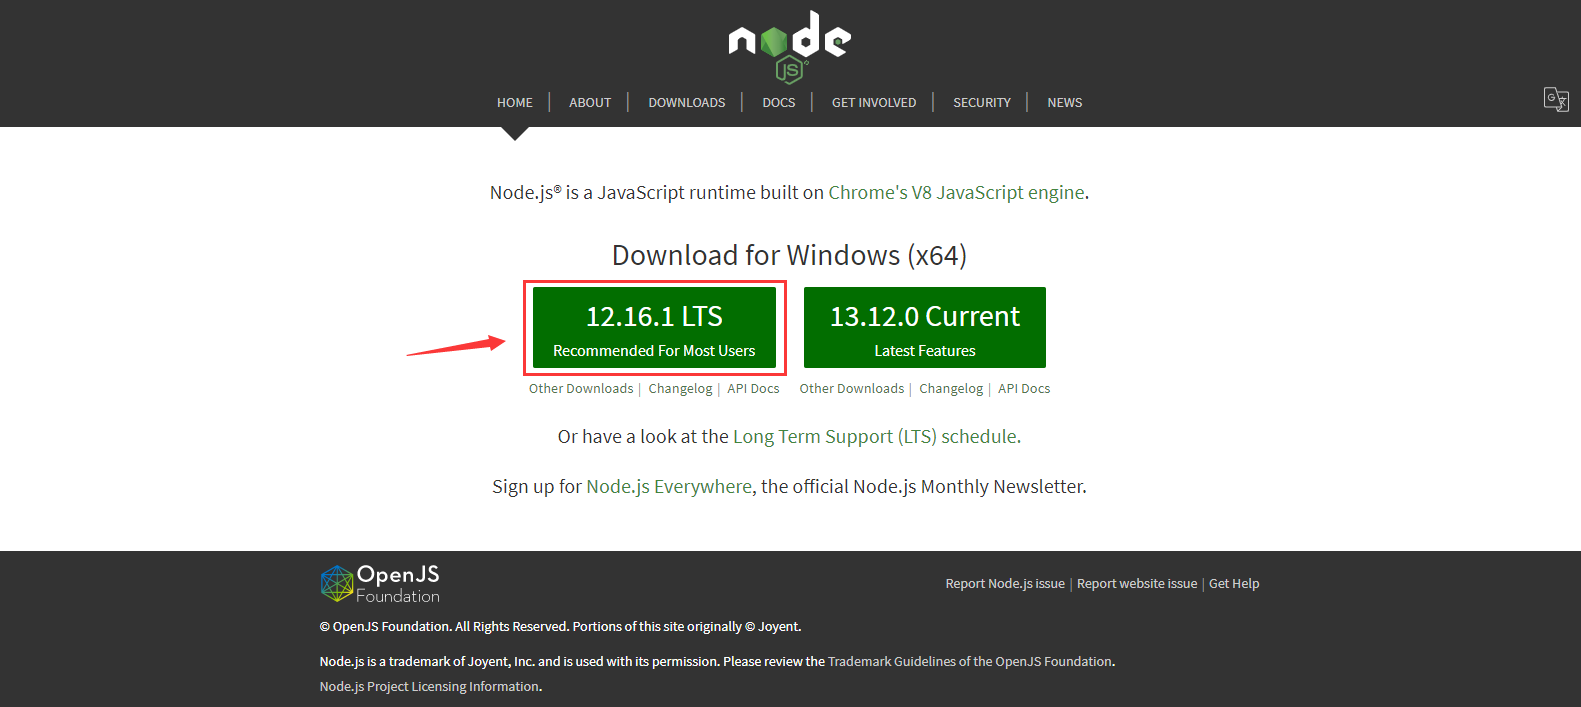 node
JS
HOME | ABOUT | DOWNLOADS | DOCS | GET INVOLVED | SECURITY | NEWS
Node.js® is a JavaScript runtime built on Chrome's V8 JavaScript engine.
Download for Windows (x64)
12.16.1 LTS
Recommended For Most Users
13.12.0 Current
Latest Features
Other Downloads | Changelog | API Docs
Other Downloads | Changelog | API Docs
Or have a look at the Long Term Support (LTS) schedule.
Sign up for Node.js Everywhere, the official Node.js Monthly Newsletter.
OpenJS
Foundation
Report Node.js issue | Report website issue | Get Help
© OpenJS Foundation. All Rights Reserved. Portions of this site originally © Joyent.
Node.js is a trademark of Joyent, Inc. and is used with its permission. Please review the Trademark Guidelines of the OpenJS Foundation.
Node.js Project Licensing Information.